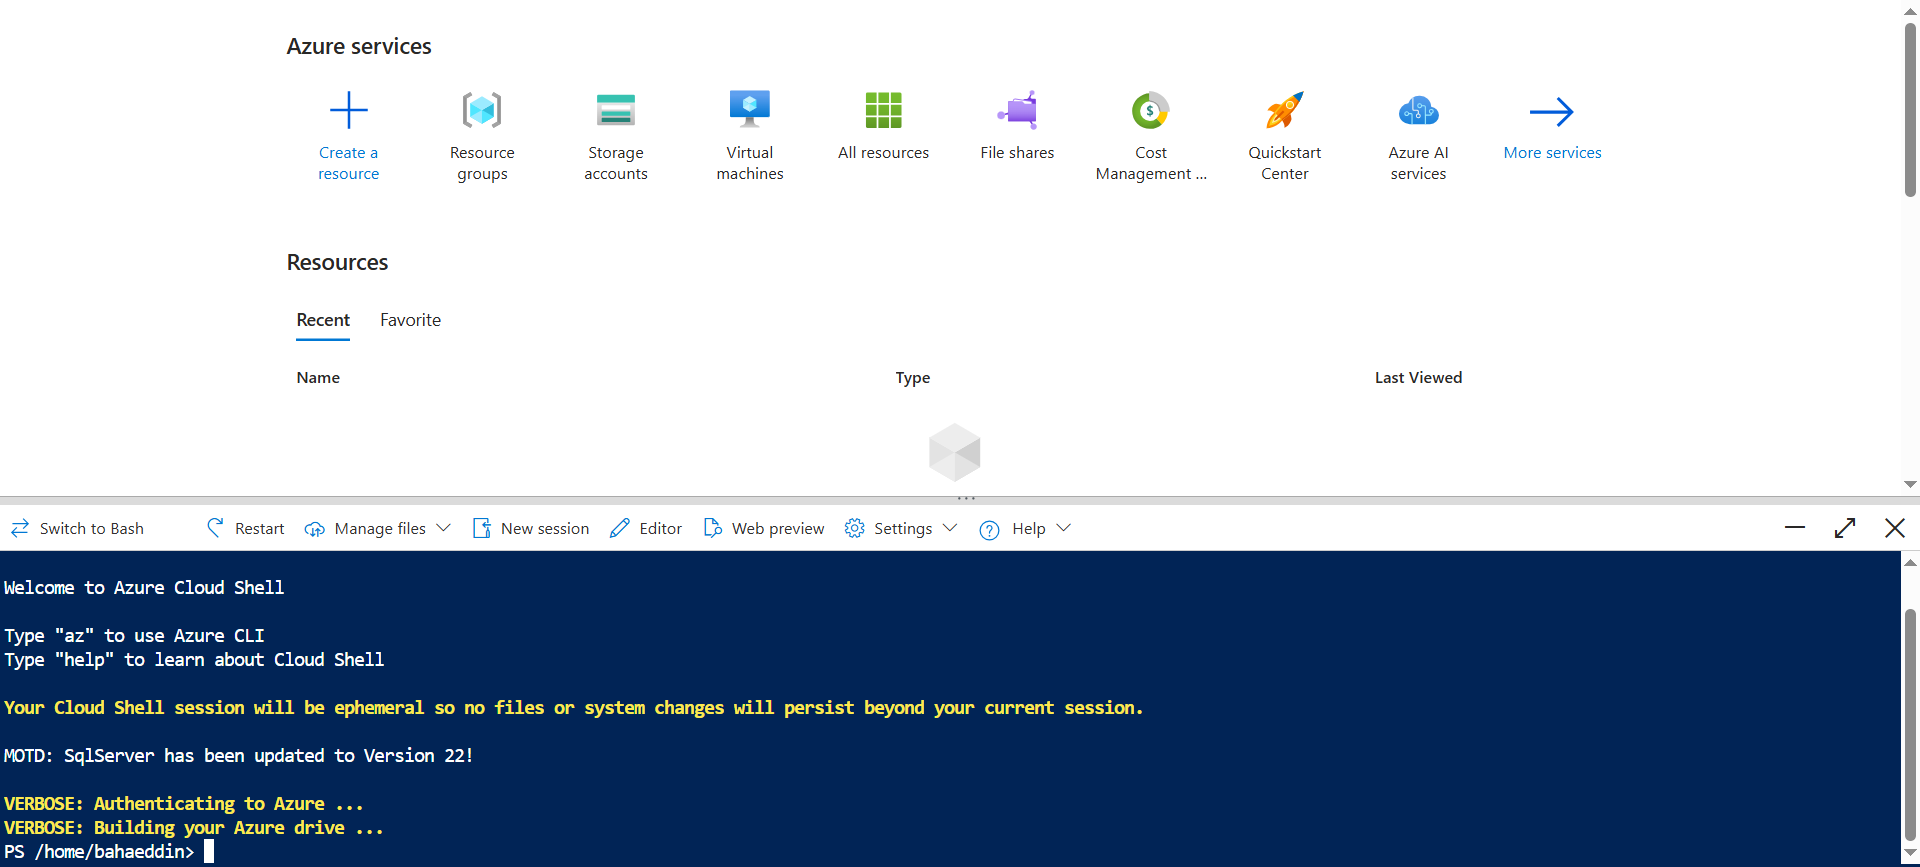 Azure services
Create a
resource
Resource
groups
Storage
accounts
Virtual
machines
All resources
File shares
Cost
Management ...
Quickstart
Center
Azure AI
services
More services
Resources
Recent Favorite
Name Type Last Viewed
Switch to Bash Restart Manage files New session Editor Web preview Settings Help
Welcome to Azure Cloud Shell
Type "az" to use Azure CLI
Type "help" to learn about Cloud Shell
Your Cloud Shell session will be ephemeral so no files or system changes will persist beyond your current session.
MOTD: SqlServer has been updated to Version 22!
VERBOSE: Authenticating to Azure ...
VERBOSE: Building your Azure drive ...
PS /home/bahaeddin>